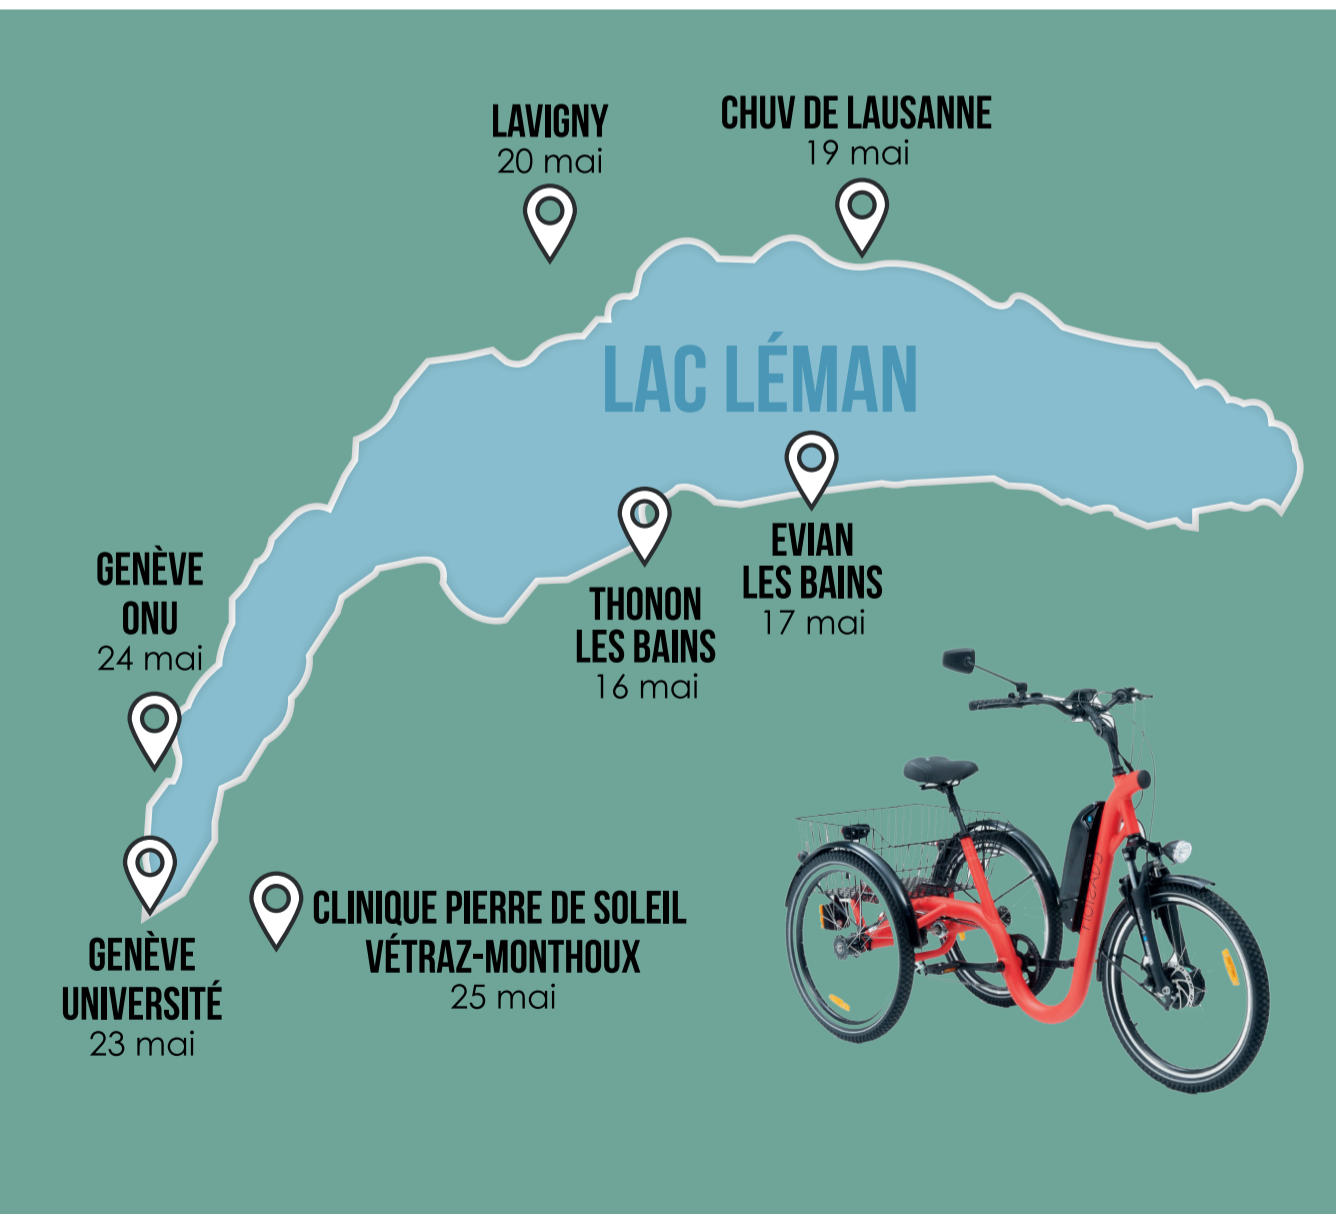 LAVIGNY
20 mai
CHUV DE LAUSANNE
19 mai
LAC LÉMAN
EVIAN
LES BAINS
17 mai
THONON
LES BAINS
16 mai
GENÈVE
ONU
24 mai
CLINIQUE PIERRE DE SOLEIL
VÉTRAZ-MONTHOUX
25 mai
GENÈVE
UNIVERSITÉ
23 mai